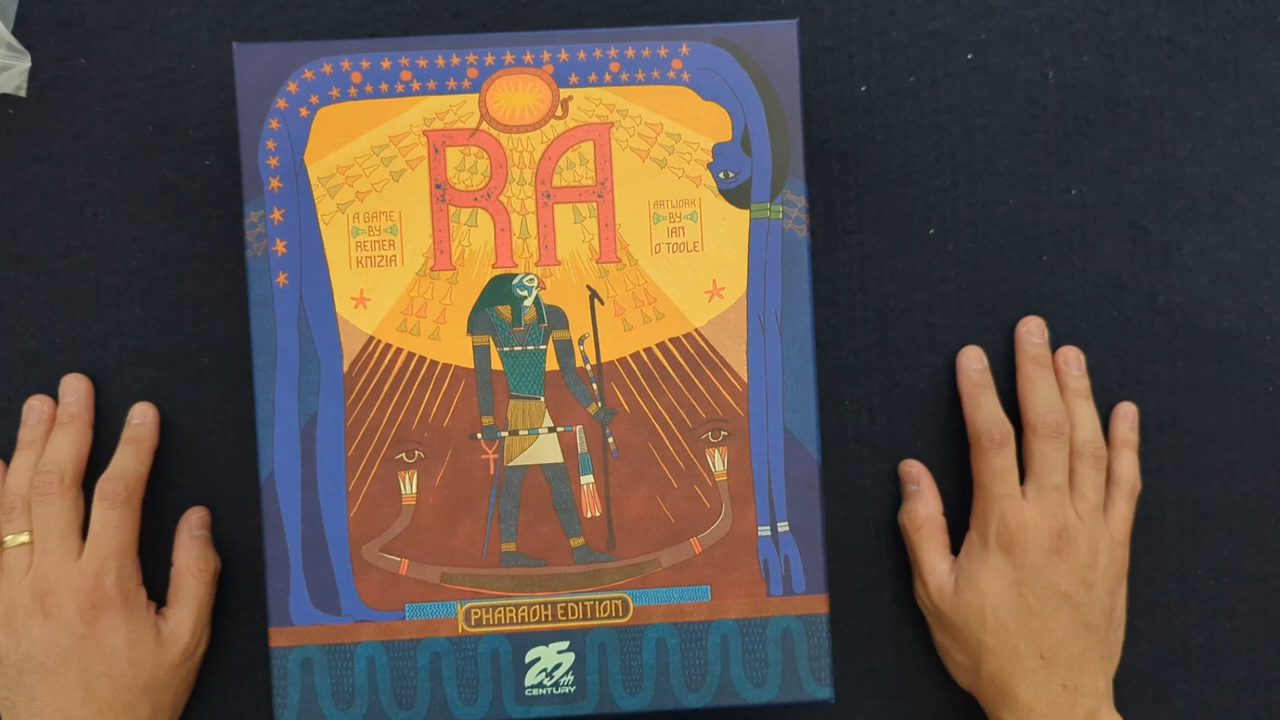 RA
A GAME
BY
REINER
KNIZIA
ARTWORK
BY
IAN
O'TOOLE
PHARAOH EDITION
25th
CENTURY